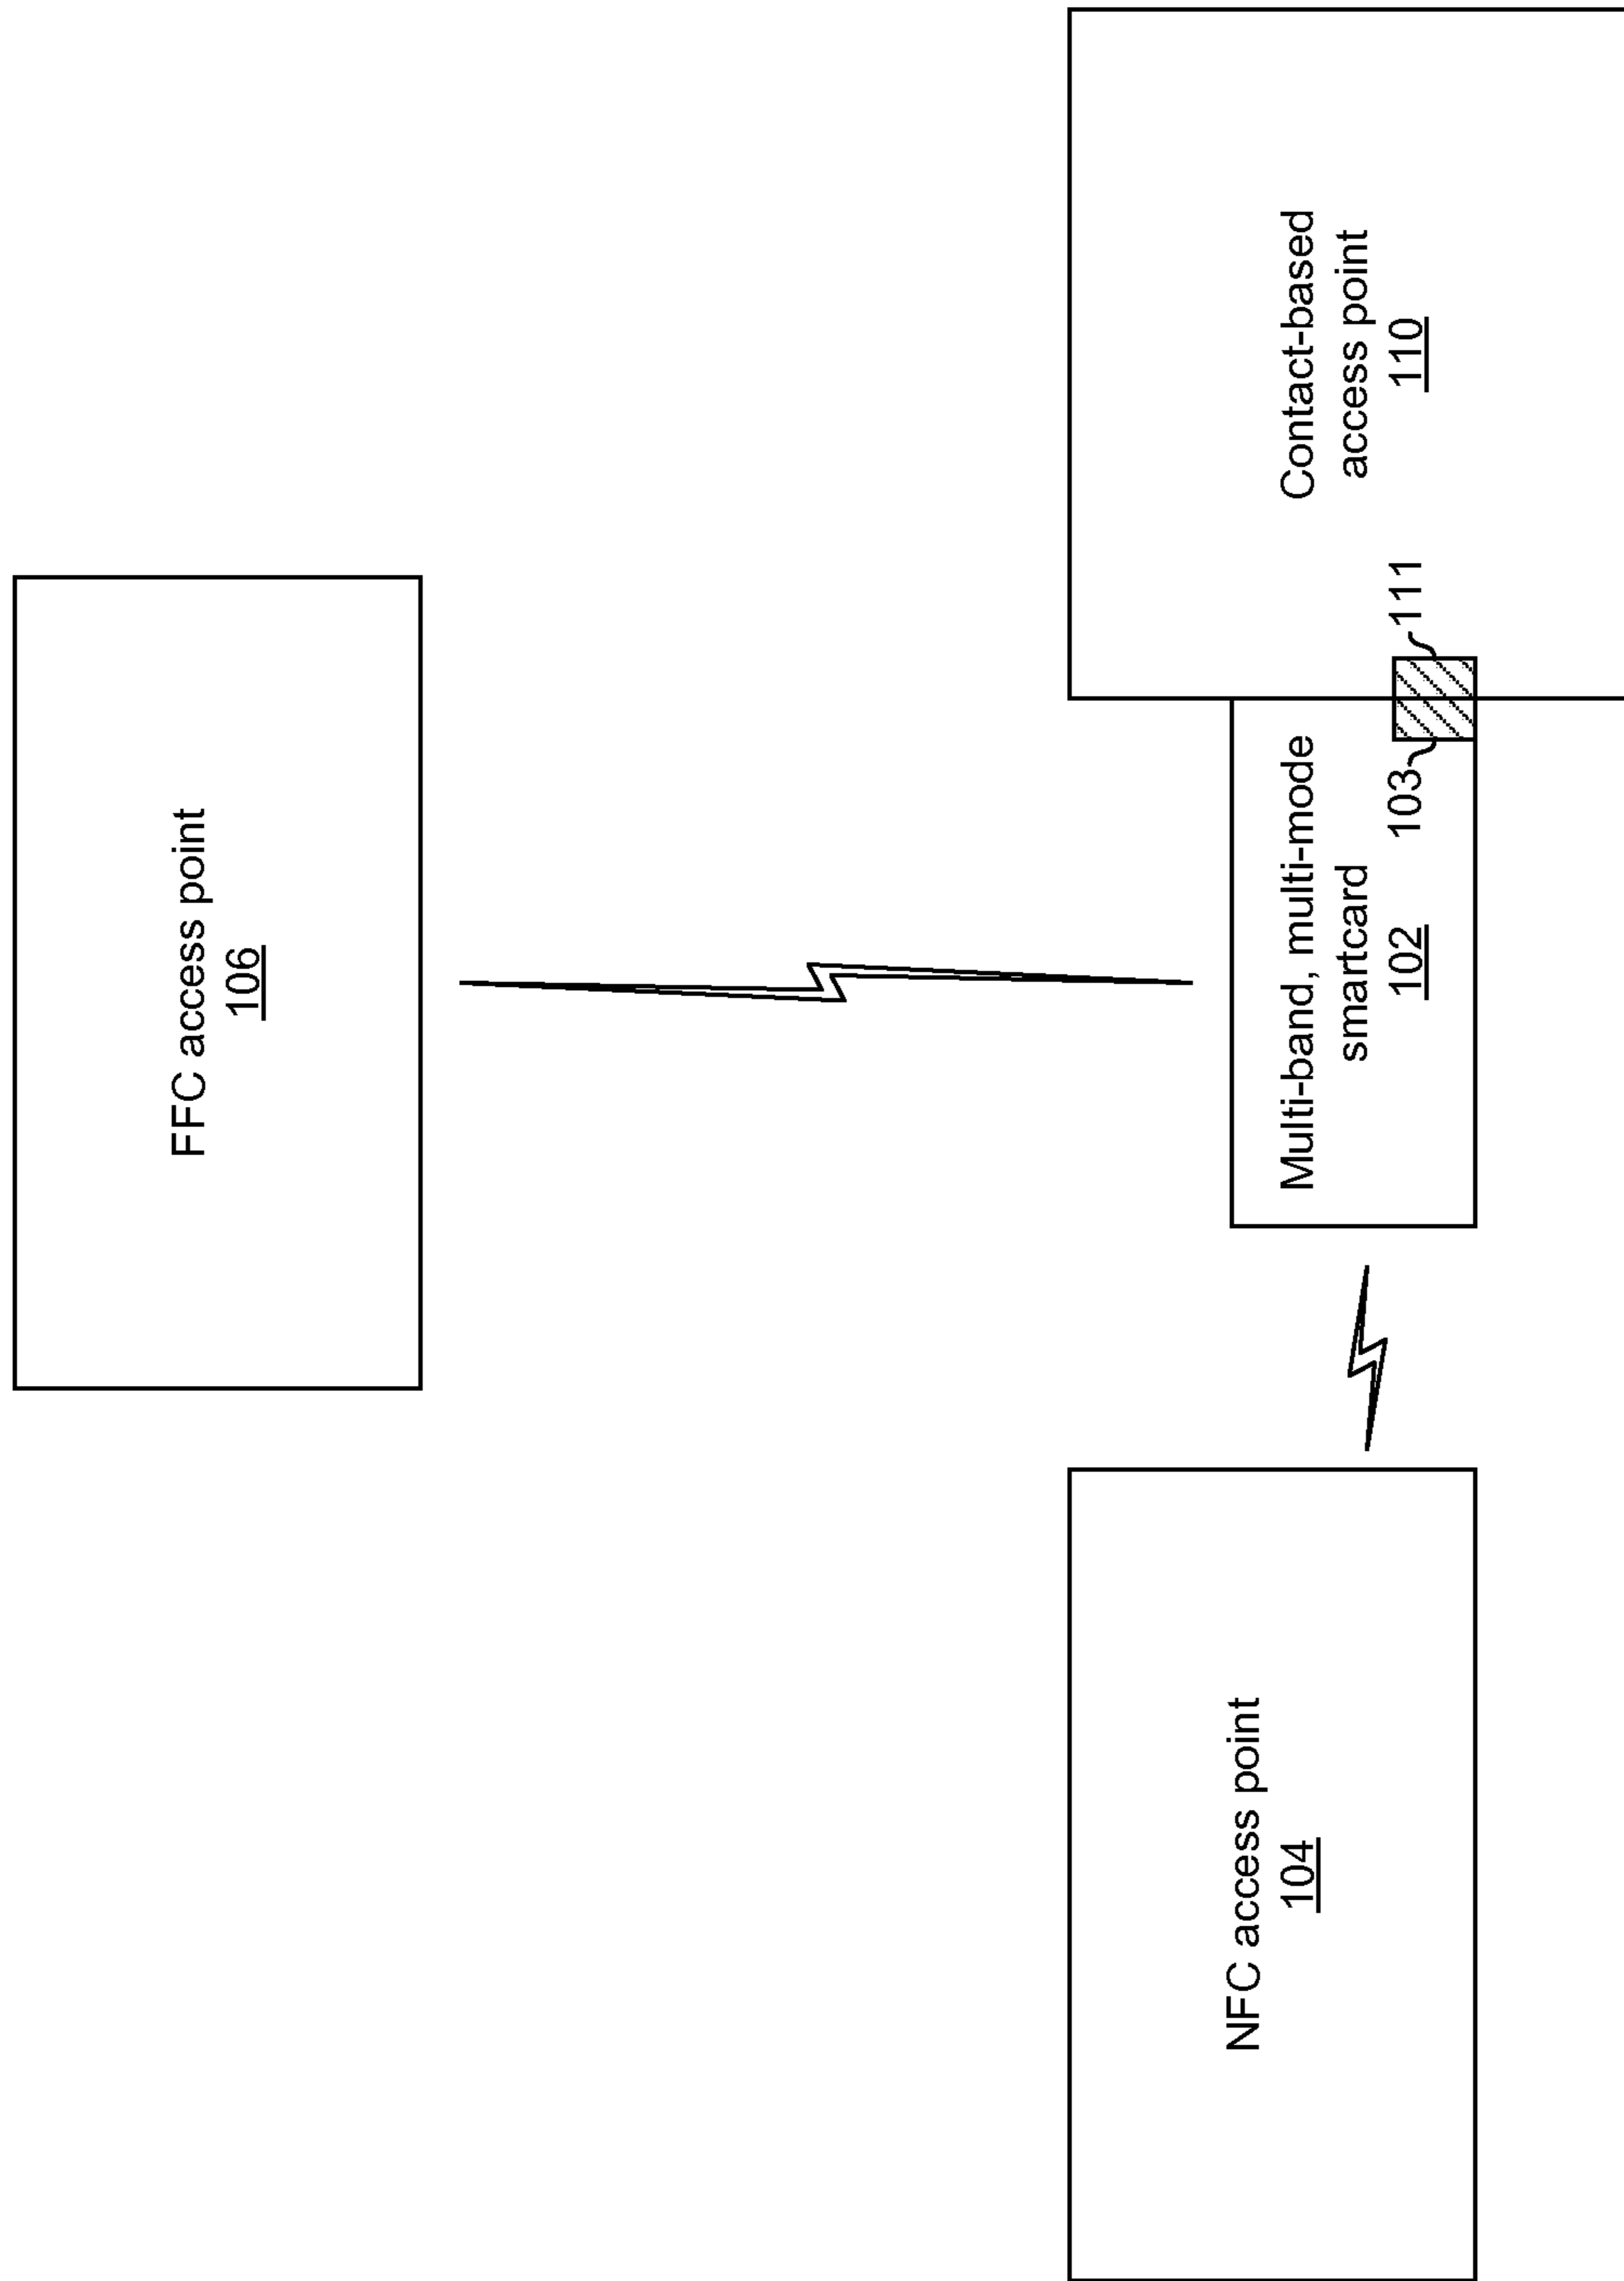 FFC access point
106
NFC access point
104
Multi-band, multi-mode
smartcard
102
103
111
Contact-based
access point
110